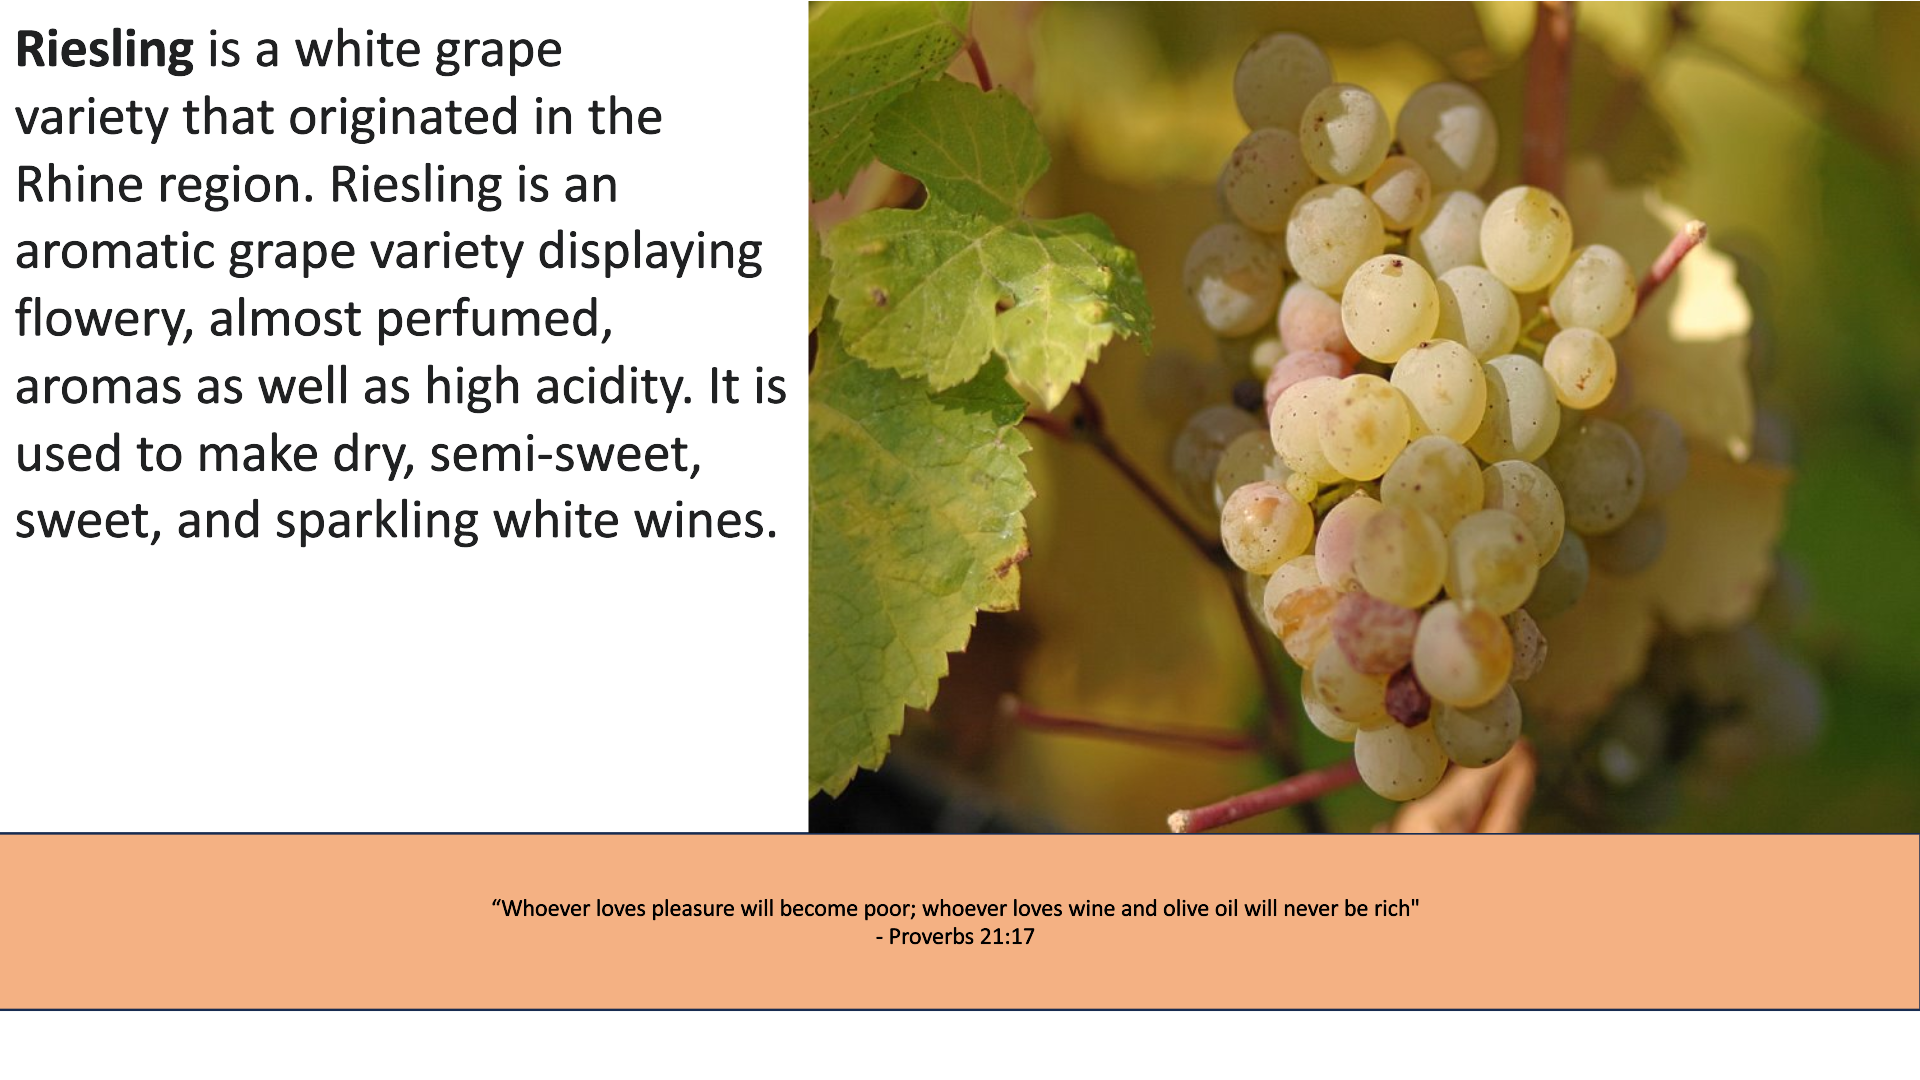 Riesling is a white grape
variety that originated in the
Rhine region. Riesling is an
aromatic grape variety displaying
flowery, almost perfumed,
aromas as well as high acidity. It is
used to make dry, semi-sweet,
sweet, and sparkling white wines.
“Whoever loves pleasure will become poor; whoever loves wine and olive oil will never be rich"
- Proverbs 21:17